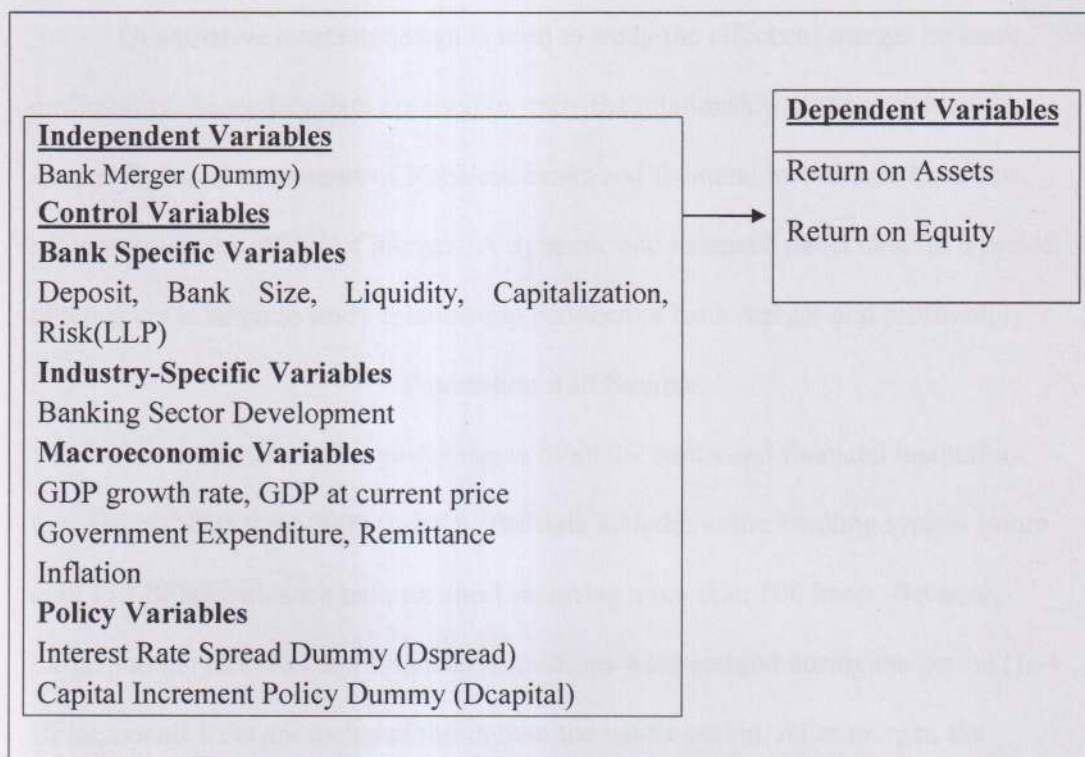 Independent Variables
Bank Merger (Dummy)
Control Variables
Bank Specific Variables
Deposit, Bank Size, Liquidity, Capitalization,
Risk(LLP)
Industry-Specific Variables
Banking Sector Development
Macroeconomic Variables
GDP growth rate, GDP at current price
Government Expenditure, Remittance
Inflation
Policy Variables
Interest Rate Spread Dummy (Dspread)
Capital Increment Policy Dummy (Dcapital)
Dependent Variables
Return on Assets
Return on Equity